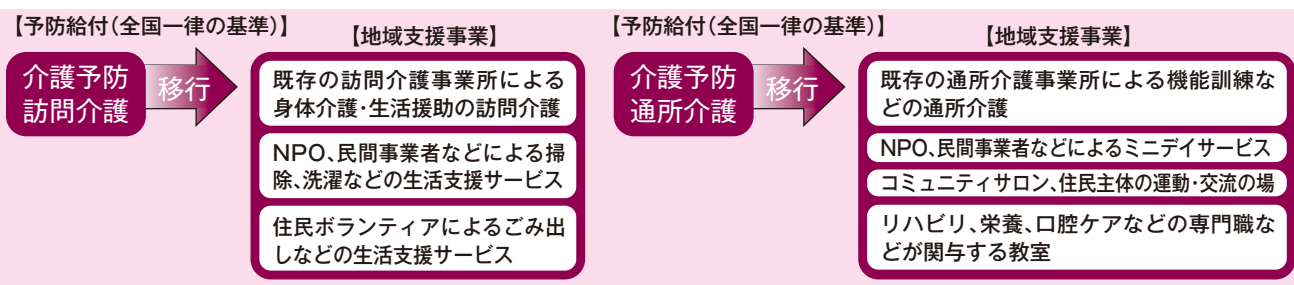 【予防給付(全国一律の基準)】
【地域支援事業】
介護予防
訪問介護
移行
既存の訪問介護事業所による
身体介護・生活援助の訪問介護
NPO、民間事業者などによる掃
除、洗濯などの生活支援サービス
住民ボランティアによるごみ出
しなどの生活支援サービス
【予防給付(全国一律の基準)】
【地域支援事業】
介護予防
通所介護
移行
既存の通所介護事業所による機能訓練な
どの通所介護
NPO、民間事業者などによるミニデイサービス
コミュニティサロン、住民主体の運動・交流の場
リハビリ、栄養、口腔ケアなどの専門職な
どが関与する教室